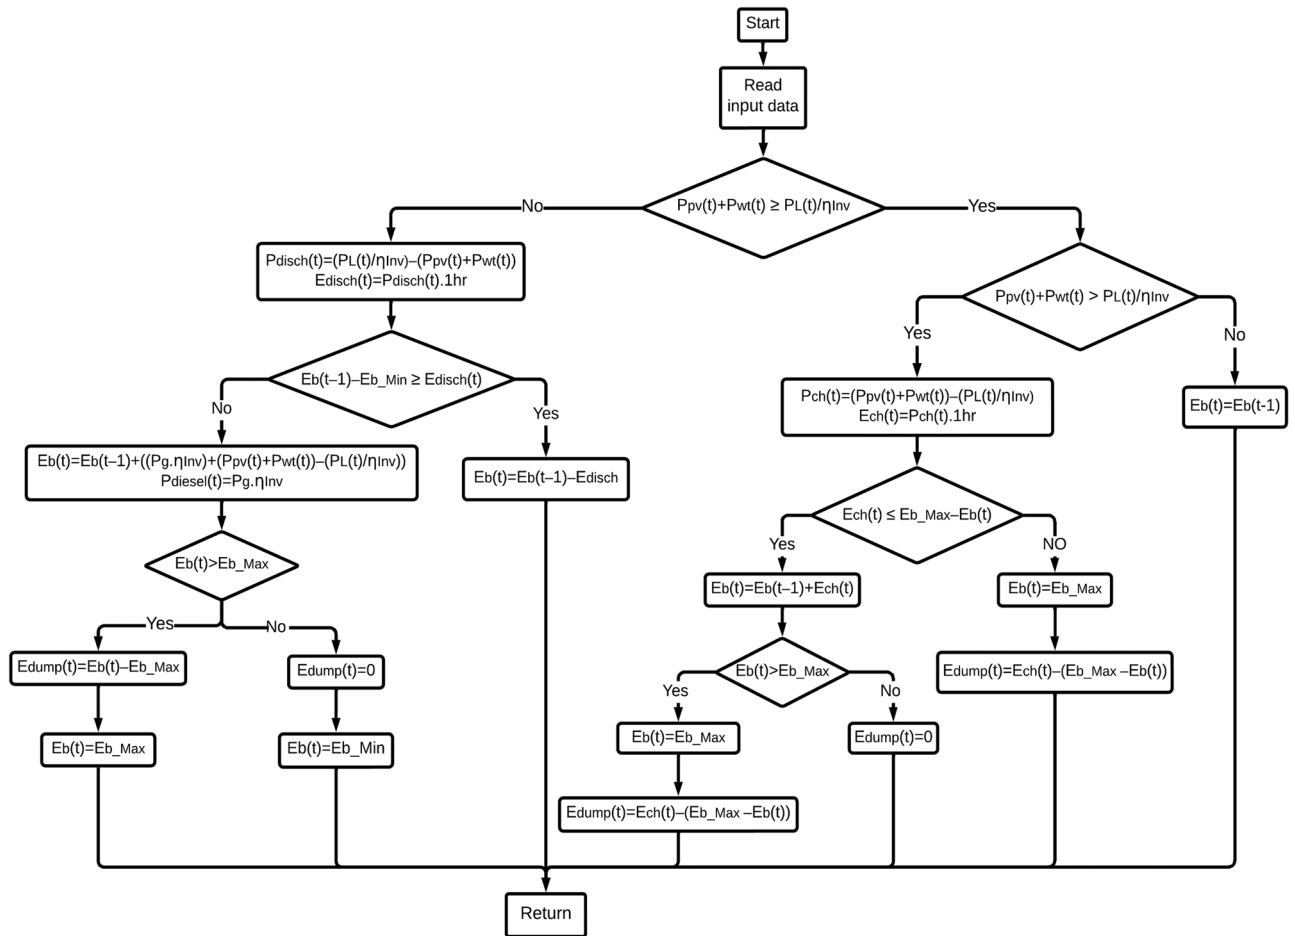 Start
Read
input data
Ppv(t)+Pwt(t) ≥ PL(t)/ηInv
No
Yes
Pdisch(t)=(PL(t)/ηInv)–(Ppv(t)+Pwt(t))
Edisch(t)=Pdisch(t).1hr
Ppv(t)+Pwt(t) > PL(t)/ηInv
Yes
No
Eb(t–1)–Eb_Min ≥ Edisch(t)
No
Yes
Pch(t)=(Ppv(t)+Pwt(t))–(PL(t)/ηInv)
Ech(t)=Pch(t).1hr
Eb(t)=Eb(t-1)
Eb(t)=Eb(t–1)+((Pg.ηInv)+(Ppv(t)+Pwt(t))–(PL(t)/ηInv))
Pdiesel(t)=Pg.ηInv
Eb(t)=Eb(t–1)–Edisch
Ech(t) ≤ Eb_Max–Eb(t)
Yes
NO
Eb(t)>Eb_Max
Yes
No
Eb(t)=Eb(t–1)+Ech(t)
Eb(t)=Eb_Max
Edump(t)=Eb(t)–Eb_Max
Edump(t)=0
Eb(t)>Eb_Max
Yes
No
Edump(t)=Ech(t)–(Eb_Max –Eb(t))
Eb(t)=Eb_Max
Eb(t)=Eb_Min
Eb(t)=Eb_Max
Edump(t)=0
Edump(t)=Ech(t)–(Eb_Max –Eb(t))
Return